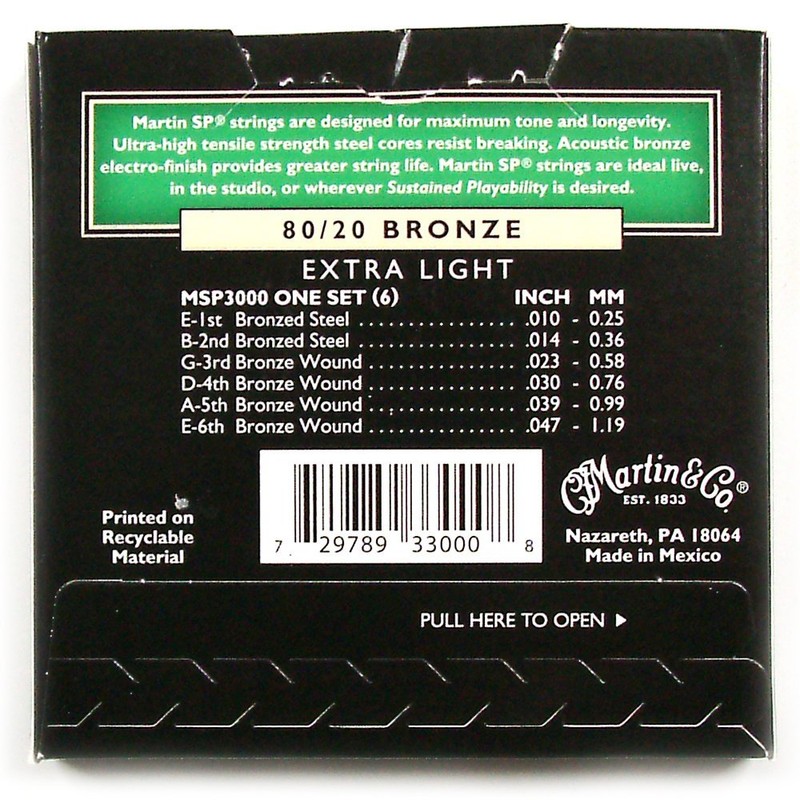 Martin SP® strings are designed for maximum tone and longevity.
Ultra-high tensile strength steel cores resist breaking. Acoustic bronze
electro-finish provides greater string life. Martin SP® strings are ideal live,
in the studio, or wherever Sustained Playability is desired.
80/20 BRONZE
EXTRA LIGHT
MSP3000 ONE SET (6) INCH MM
E-1st Bronzed Steel ................ .010 - 0.25
B-2nd Bronzed Steel ................ .014 - 0.36
G-3rd Bronze Wound ............... .023 - 0.58
D-4th Bronze Wound ............... .030 - 0.76
A-5th Bronze Wound ............... .039 - 0.99
E-6th Bronze Wound ............... .047 - 1.19
CF Martin & Co.®
EST. 1833
Nazareth, PA 18064
Made in Mexico
Printed on
Recyclable
Material
7 29789 33000 8
PULL HERE TO OPEN ▶